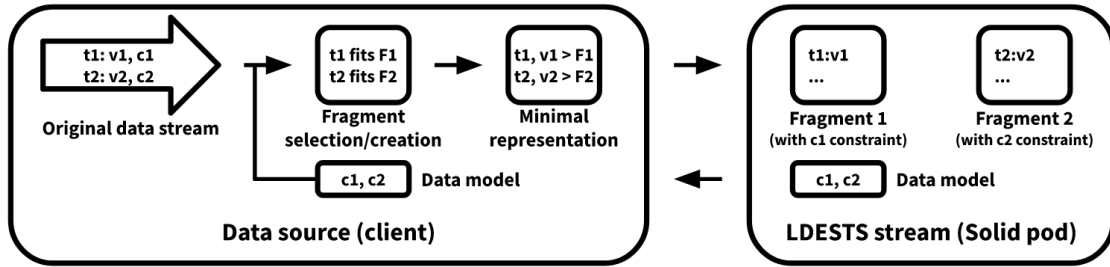 t1: v1, c1
t2: v2, c2
Original data stream
t1 fits F1
t2 fits F2
Fragment
selection/creation
t1, v1 > F1
t2, v2 > F2
Minimal
representation
c1, c2
Data model
Data source (client)
t1:v1
...
Fragment 1
(with c1 constraint)
t2:v2
...
Fragment 2
(with c2 constraint)
c1, c2
Data model
LDESTS stream (Solid pod)